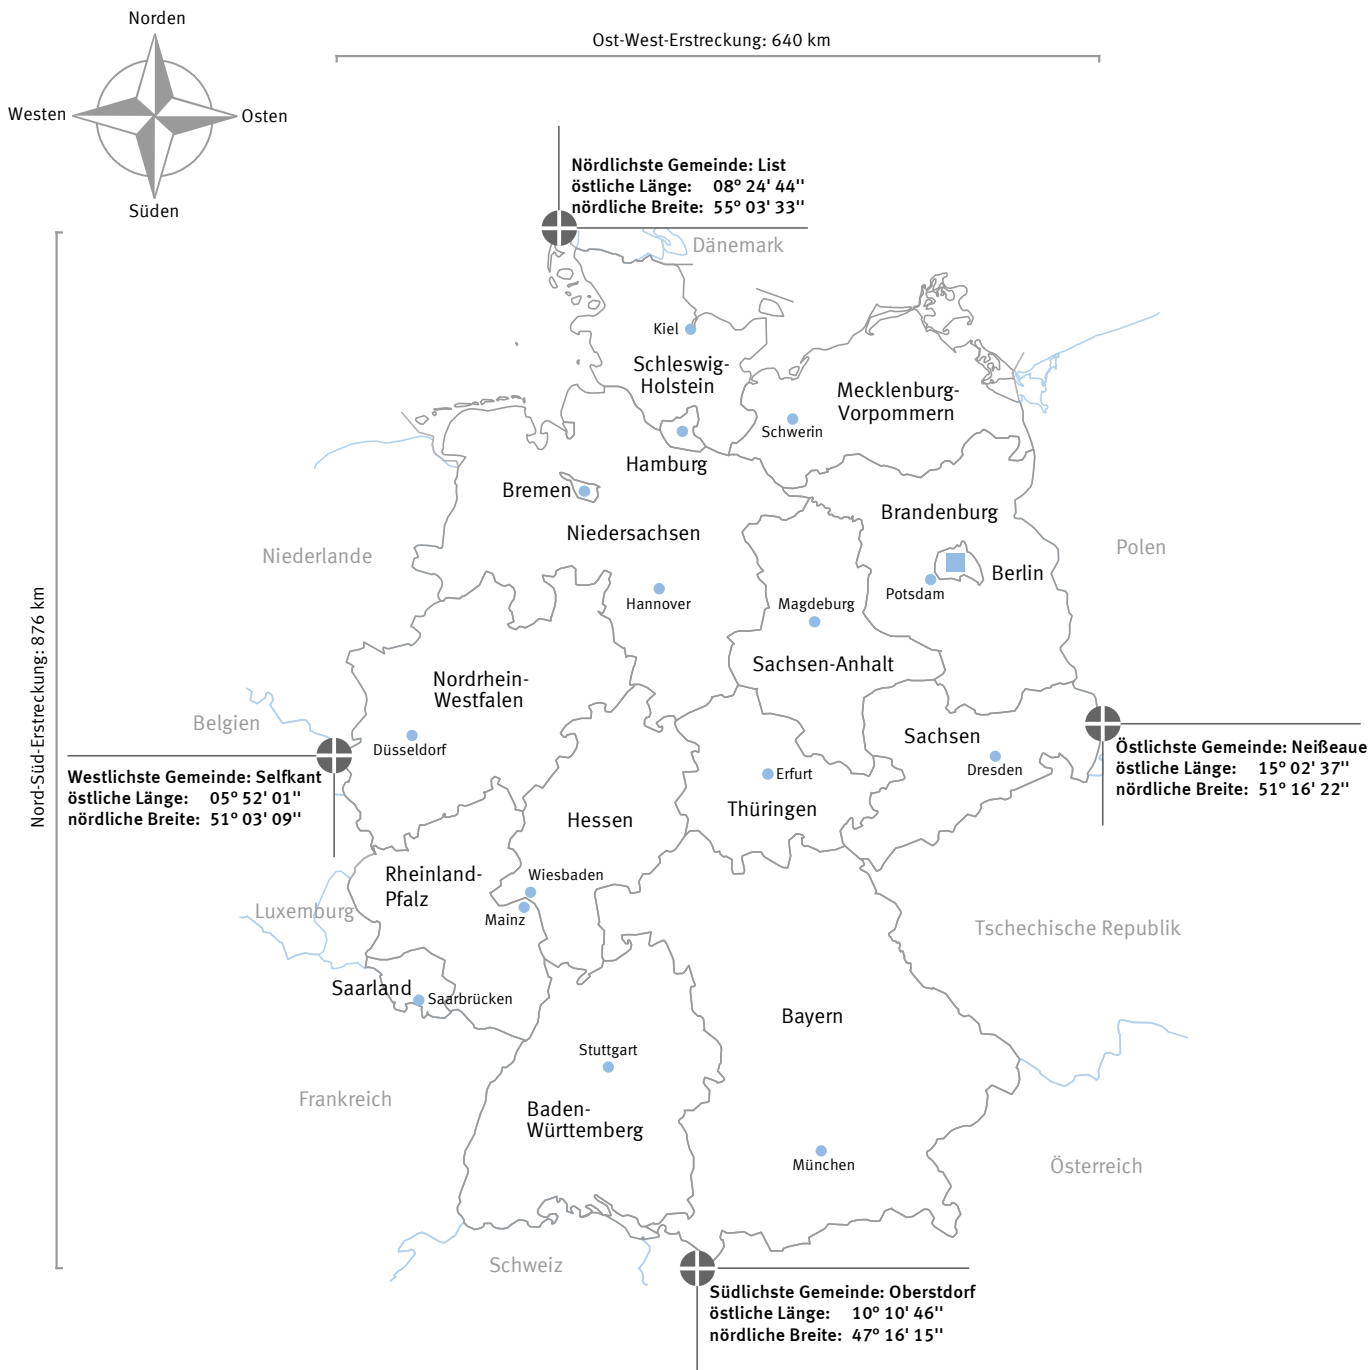 Norden
Ost-West-Erstreckung: 640 km
Westen
Osten
Süden
Nördlichste Gemeinde: List
östliche Länge: 08° 24' 44''
nördliche Breite: 55° 03' 33''
Dänemark
Kiel
Schleswig-
Holstein
Mecklenburg-
Vorpommern
Schwerin
Hamburg
Bremen
Brandenburg
Niedersachsen
Niederlande
Polen
Berlin
Potsdam
Hannover
Magdeburg
Nord-Süd-Erstreckung: 876 km
Sachsen-Anhalt
Nordrhein-
Westfalen
Belgien
Sachsen
Düsseldorf
Dresden
Erfurt
Östlichste Gemeinde: Neißeaue
östliche Länge: 15° 02' 37''
nördliche Breite: 51° 16' 22''
Westlichste Gemeinde: Selfkant
östliche Länge: 05° 52' 01''
nördliche Breite: 51° 03' 09''
Thüringen
Hessen
Rheinland-
Pfalz
Wiesbaden
Luxemburg
Mainz
Tschechische Republik
Saarland
Saarbrücken
Bayern
Stuttgart
Frankreich
Baden-
Württemberg
München
Österreich
Schweiz
Südlichste Gemeinde: Oberstdorf
östliche Länge: 10° 10' 46''
nördliche Breite: 47° 16' 15''